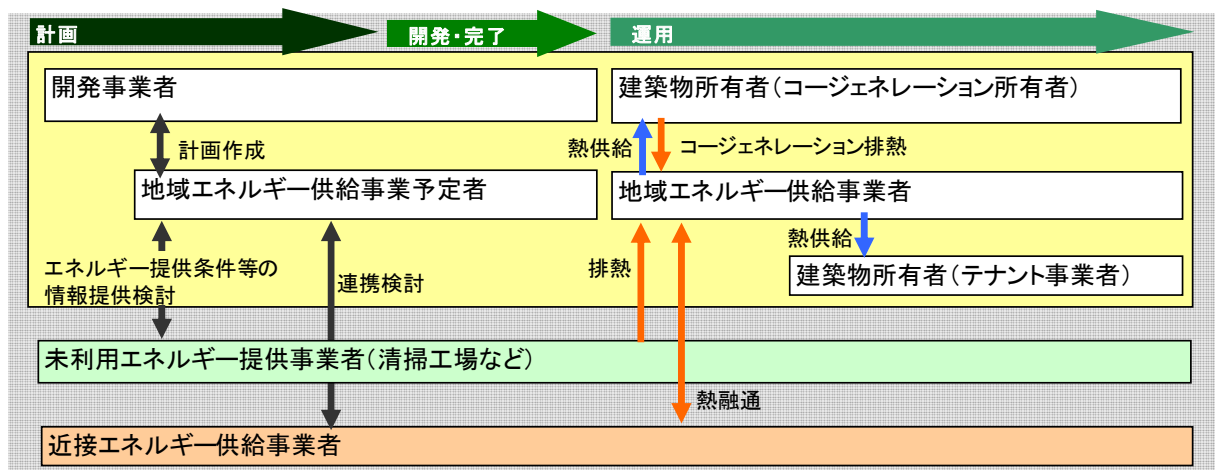 計画
開発・完了
運用
開発事業者
建築物所有者（コージェネレーション所有者）
計画作成
熱供給
コージェネレーション排熱
地域エネルギー供給事業予定者
地域エネルギー供給事業者
熱供給
エネルギー提供条件等の
情報提供検討
連携検討
排熱
建築物所有者（テナント事業者）
未利用エネルギー提供事業者（清掃工場など）
熱融通
近接エネルギー供給事業者